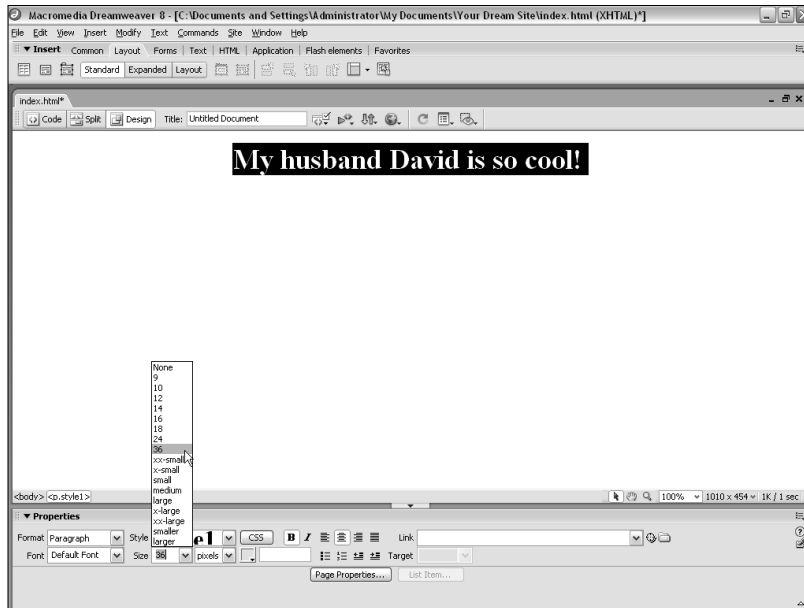 Macromedia Dreamweaver 8 - [C:\Documents and Settings\Administrator\My Documents\Your Dream Site\index.html (XHTML)*]
File Edit View Insert Modify Text Commands Site Window Help
▼ Insert Common Layout Forms | Text | HTML | Application | Flash elements | Favorites
Standard Expanded Layout
index.html*
Code Split Design Title: Untitled Document
My husband David is so cool!
None
9
10
12
14
16
18
24
36
xx-small
x-small
small
medium
large
x-large
xx-large
smaller
larger
<body> <p.style1> 100% 1010 x 454 1K / 1 sec
▼ Properties
Format Paragraph Style CSS B I Link
Font Default Font Size 36 pixels Target
Page Properties... List Item...